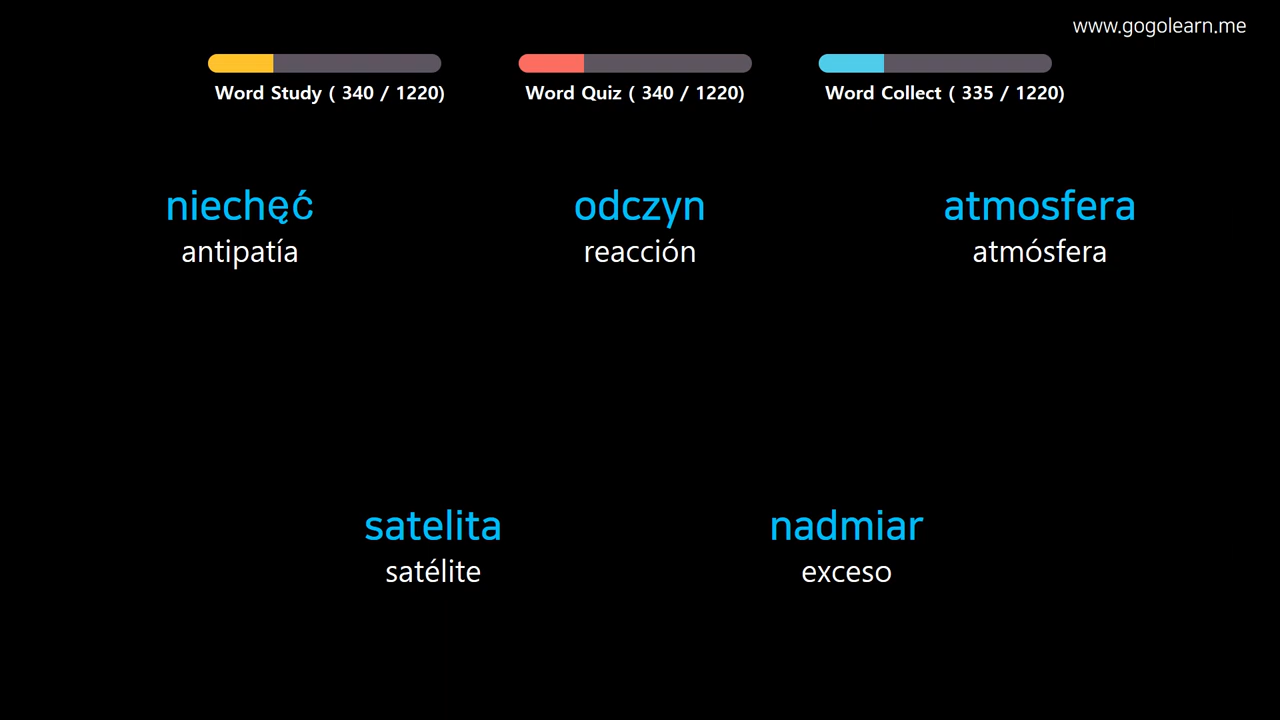 www.gogolearn.me
Word Study ( 340 / 1220)
Word Quiz ( 340 / 1220)
Word Collect ( 335 / 1220)
niechęć
antipatía
odczyn
reacción
atmosfera
atmósfera
satelita
satélite
nadmiar
exceso